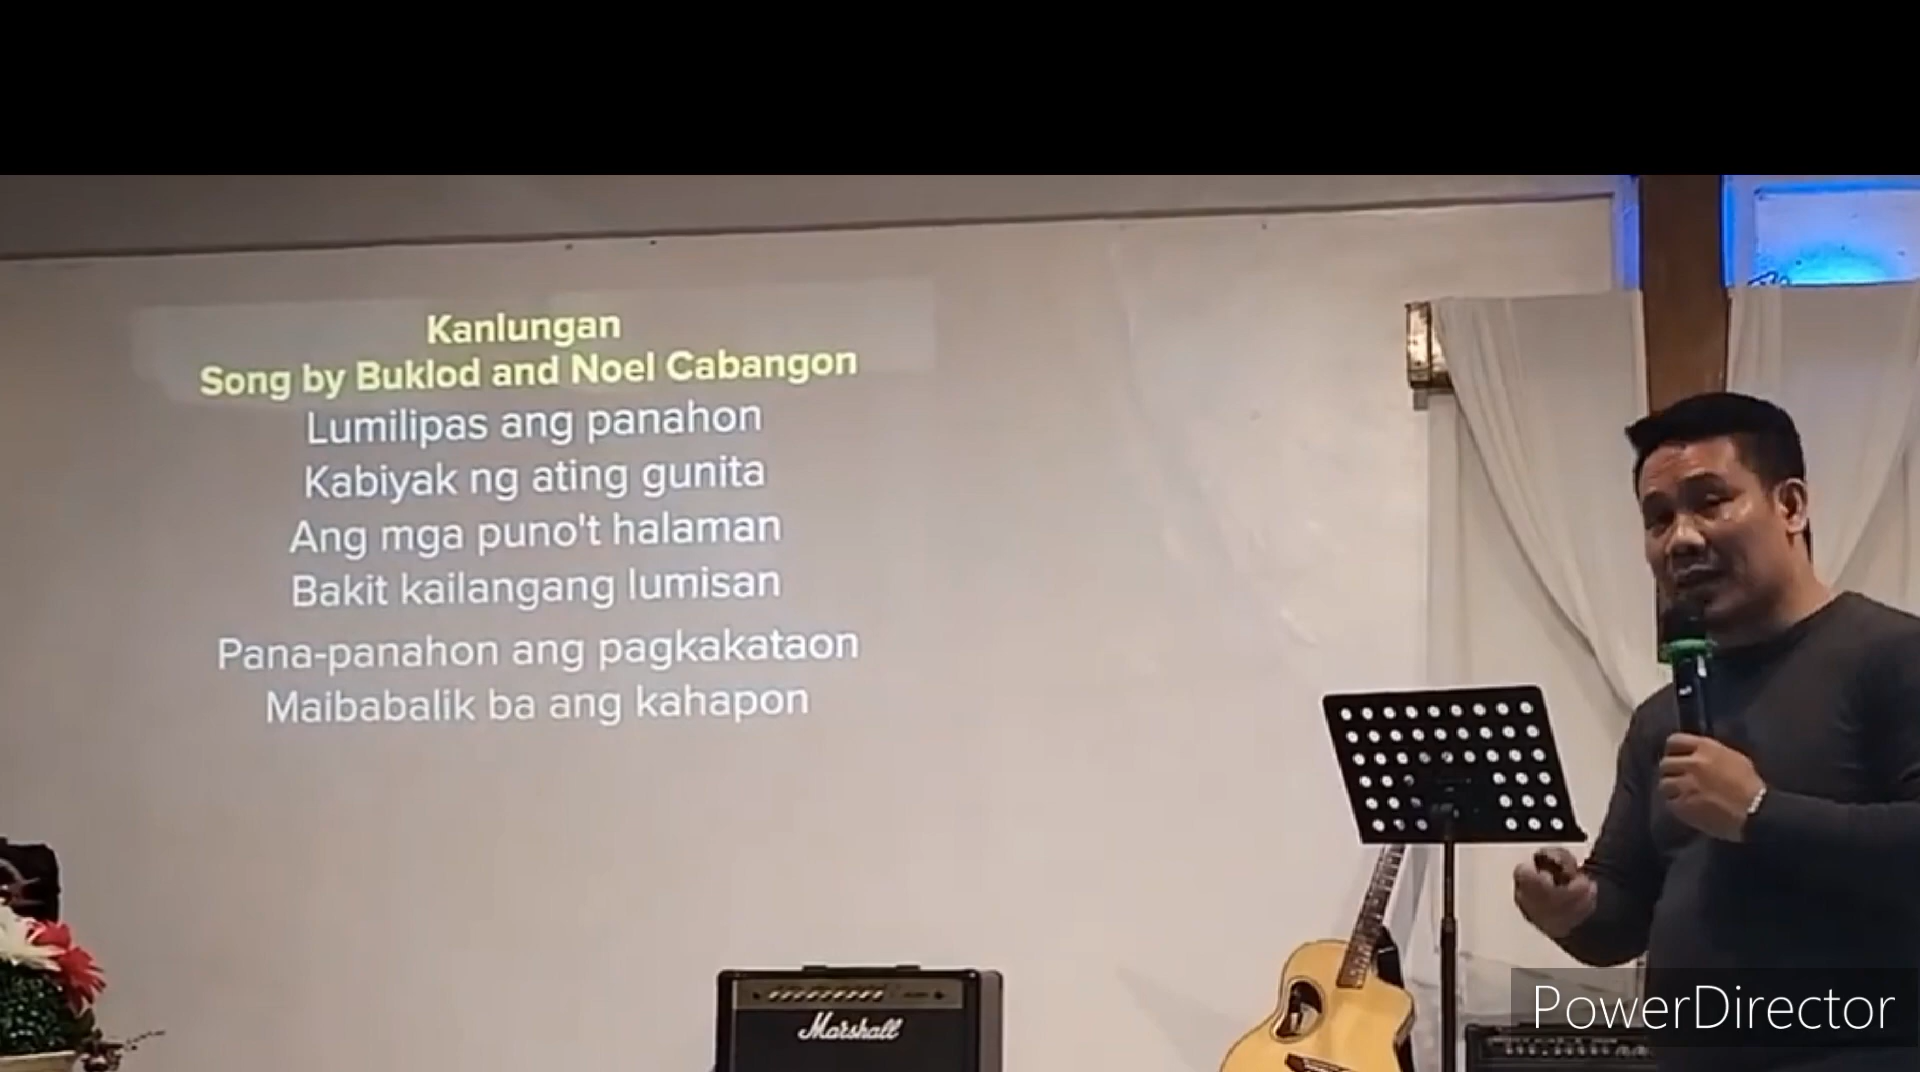 Kanlungan
Song by Buklod and Noel Cabangon
Lumilipas ang panahon
Kabiyak ng ating gunita
Ang mga puno't halaman
Bakit kailangang lumisan
Pana-panahon ang pagkakataon
Maibabalik ba ang kahapon
Marshall
PowerDirector